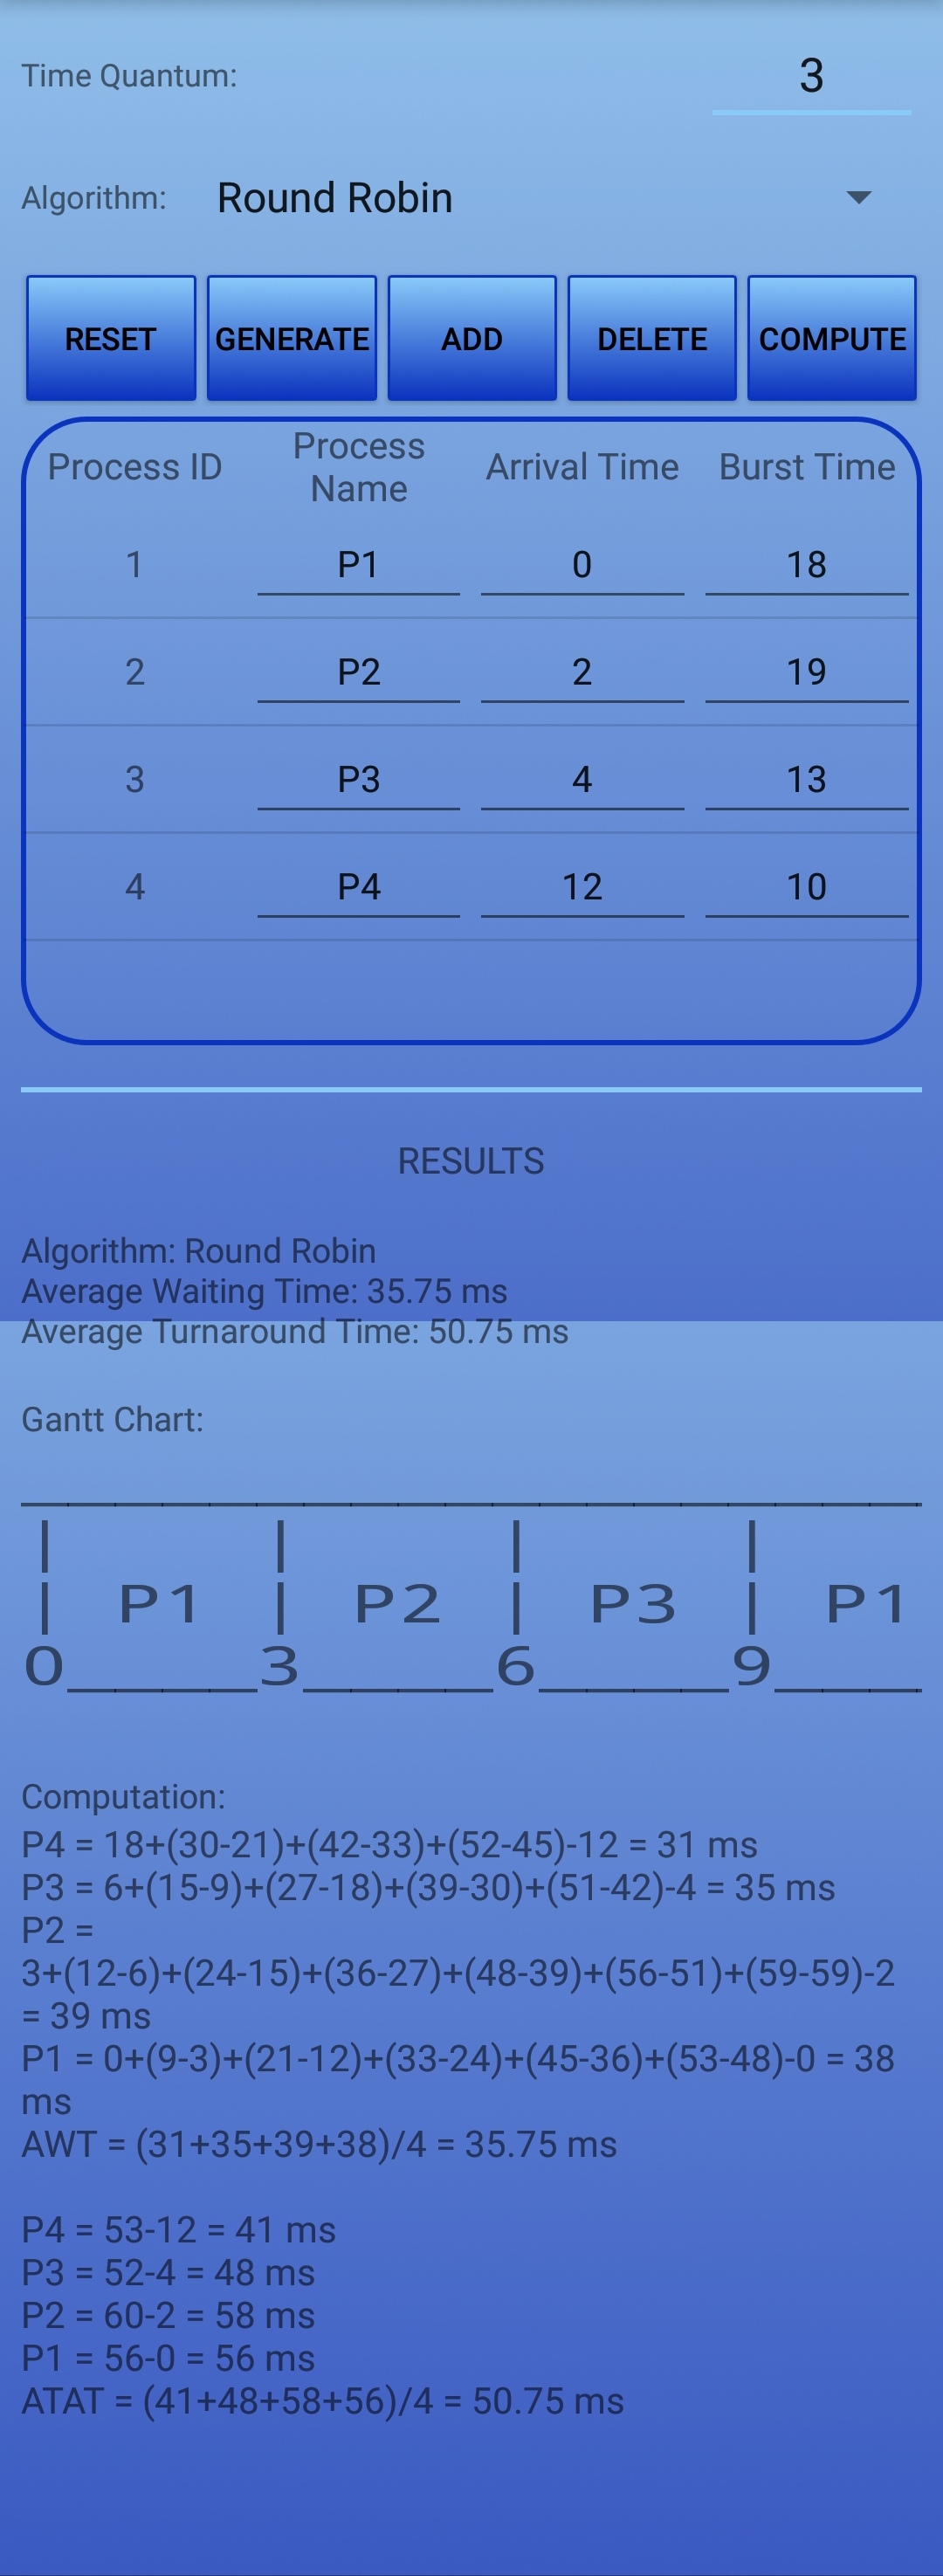 Time Quantum: 3
Algorithm: Round Robin
RESET GENERATE ADD DELETE COMPUTE
Process ID Process Name Arrival Time Burst Time
1 P1 0 18
2 P2 2 19
3 P3 4 13
4 P4 12 10
RESULTS
Algorithm: Round Robin
Average Waiting Time: 35.75 ms
Average Turnaround Time: 50.75 ms
Gantt Chart:
| | | |
| P1 | P2 | P3 | P1
0____3____6____9___
Computation:
P4 = 18+(30-21)+(42-33)+(52-45)-12 = 31 ms
P3 = 6+(15-9)+(27-18)+(39-30)+(51-42)-4 = 35 ms
P2 =
3+(12-6)+(24-15)+(36-27)+(48-39)+(56-51)+(59-59)-2
= 39 ms
P1 = 0+(9-3)+(21-12)+(33-24)+(45-36)+(53-48)-0 = 38
ms
AWT = (31+35+39+38)/4 = 35.75 ms
P4 = 53-12 = 41 ms
P3 = 52-4 = 48 ms
P2 = 60-2 = 58 ms
P1 = 56-0 = 56 ms
ATAT = (41+48+58+56)/4 = 50.75 ms